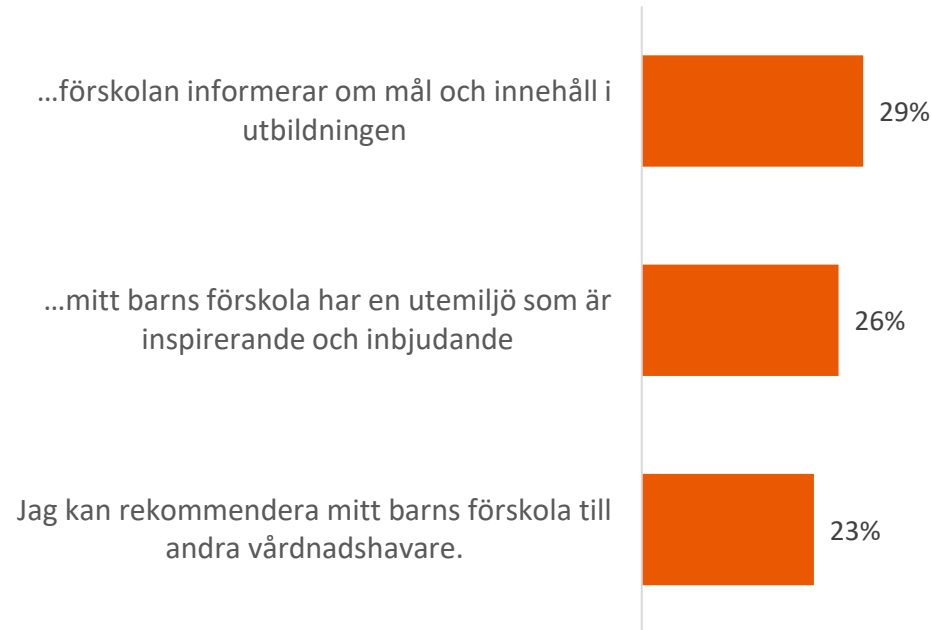 ...förskolan informerar om mål och innehåll i
utbildningen
29%
...mitt barns förskola har en utemiljö som är
inspirerande och inbjudande
26%
Jag kan rekommendera mitt barns förskola till
andra vårdnadshavare.
23%